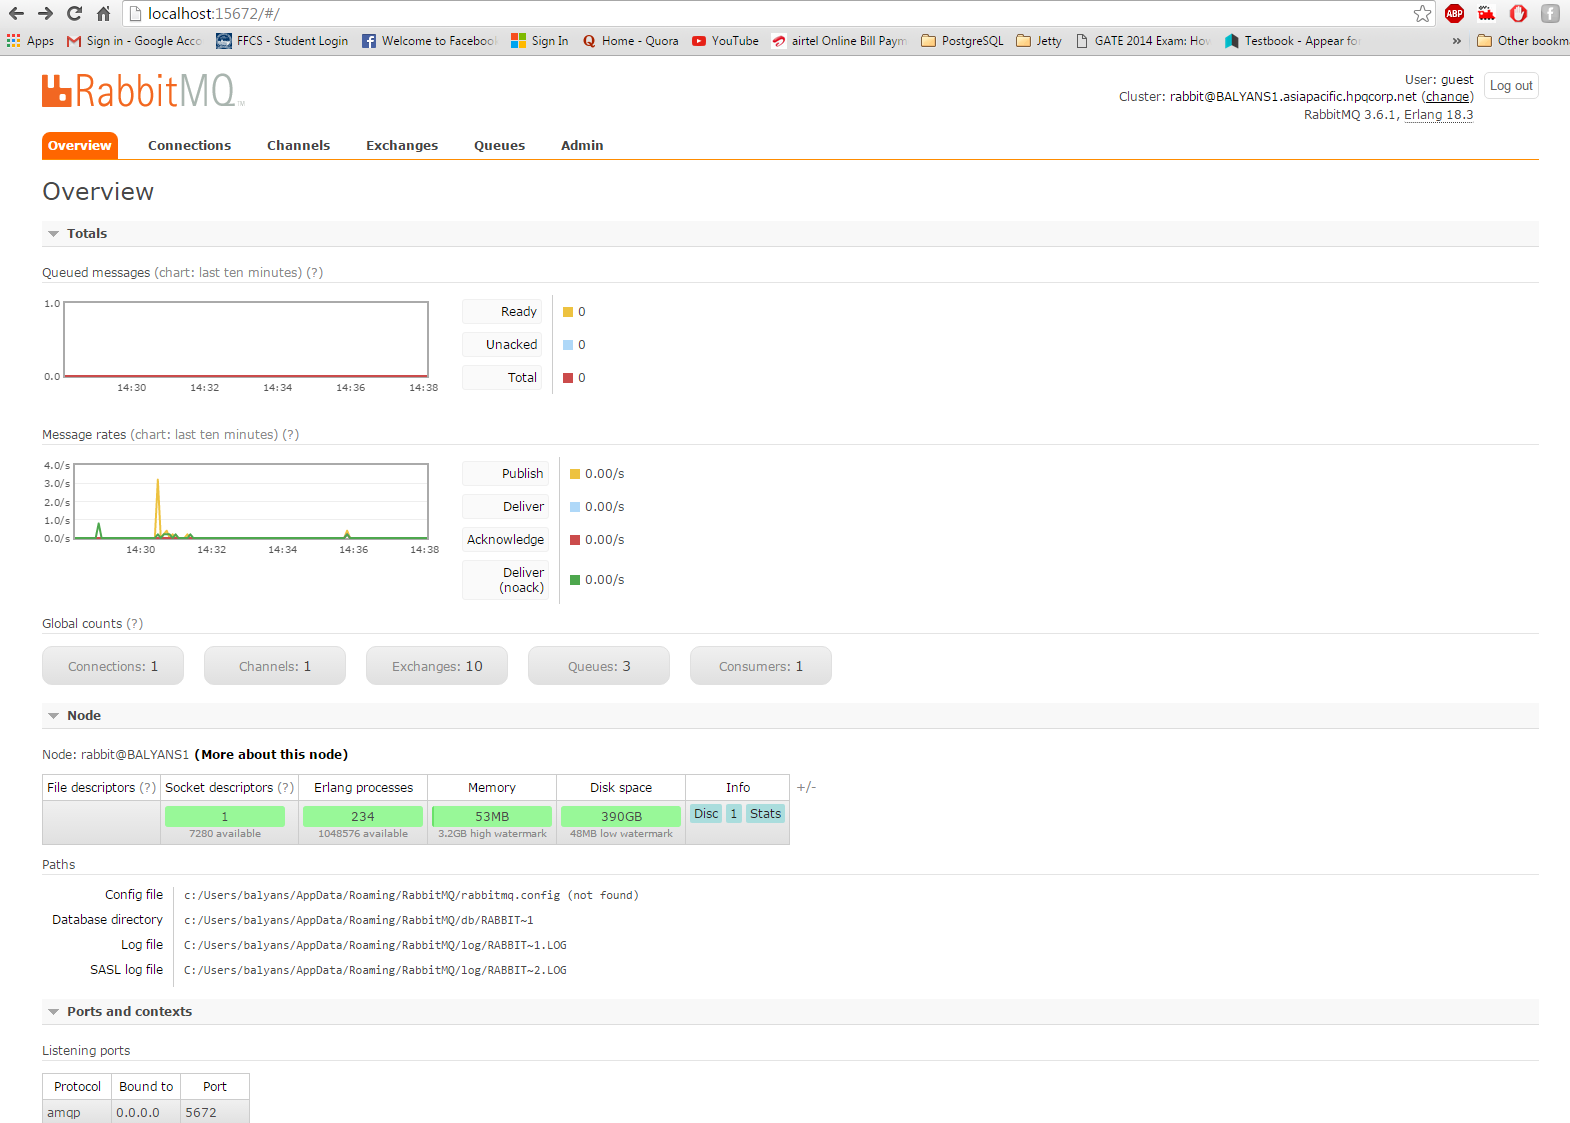 localhost:15672/#/
ABP
Apps Sign in - Google Acco FFCS - Student Login Welcome to Facebook Sign In Home - Quora YouTube airtel Online Bill Paym PostgreSQL Jetty GATE 2014 Exam: How Testbook - Appear for » Other bookm
RabbitMQ™
User: guest
Cluster: rabbit@BALYANS1.asiapacific.hpqcorp.net (change)
RabbitMQ 3.6.1, Erlang 18.3
Log out
Overview Connections Channels Exchanges Queues Admin
Overview
Totals
Queued messages (chart: last ten minutes) (?)
1.0
0.0
14:30 14:32 14:34 14:36 14:38
Ready 0
Unacked 0
Total 0
Message rates (chart: last ten minutes) (?)
4.0/s
3.0/s
2.0/s
1.0/s
0.0/s
14:30 14:32 14:34 14:36 14:38
Publish 0.00/s
Deliver 0.00/s
Acknowledge 0.00/s
Deliver
(noack) 0.00/s
Global counts (?)
Connections: 1 Channels: 1 Exchanges: 10 Queues: 3 Consumers: 1
Node
Node: rabbit@BALYANS1 (More about this node)
File descriptors (?) Socket descriptors (?) Erlang processes Memory Disk space Info +/-
1 234 53MB 390GB Disc 1 Stats
7280 available 1048576 available 3.2GB high watermark 48MB low watermark
Paths
Config file c:/Users/balyans/AppData/Roaming/RabbitMQ/rabbitmq.config (not found)
Database directory c:/Users/balyans/AppData/Roaming/RabbitMQ/db/RABBIT~1
Log file C:/Users/balyans/AppData/Roaming/RabbitMQ/log/RABBIT~1.LOG
SASL log file C:/Users/balyans/AppData/Roaming/RabbitMQ/log/RABBIT~2.LOG
Ports and contexts
Listening ports
Protocol Bound to Port
amqp 0.0.0.0 5672